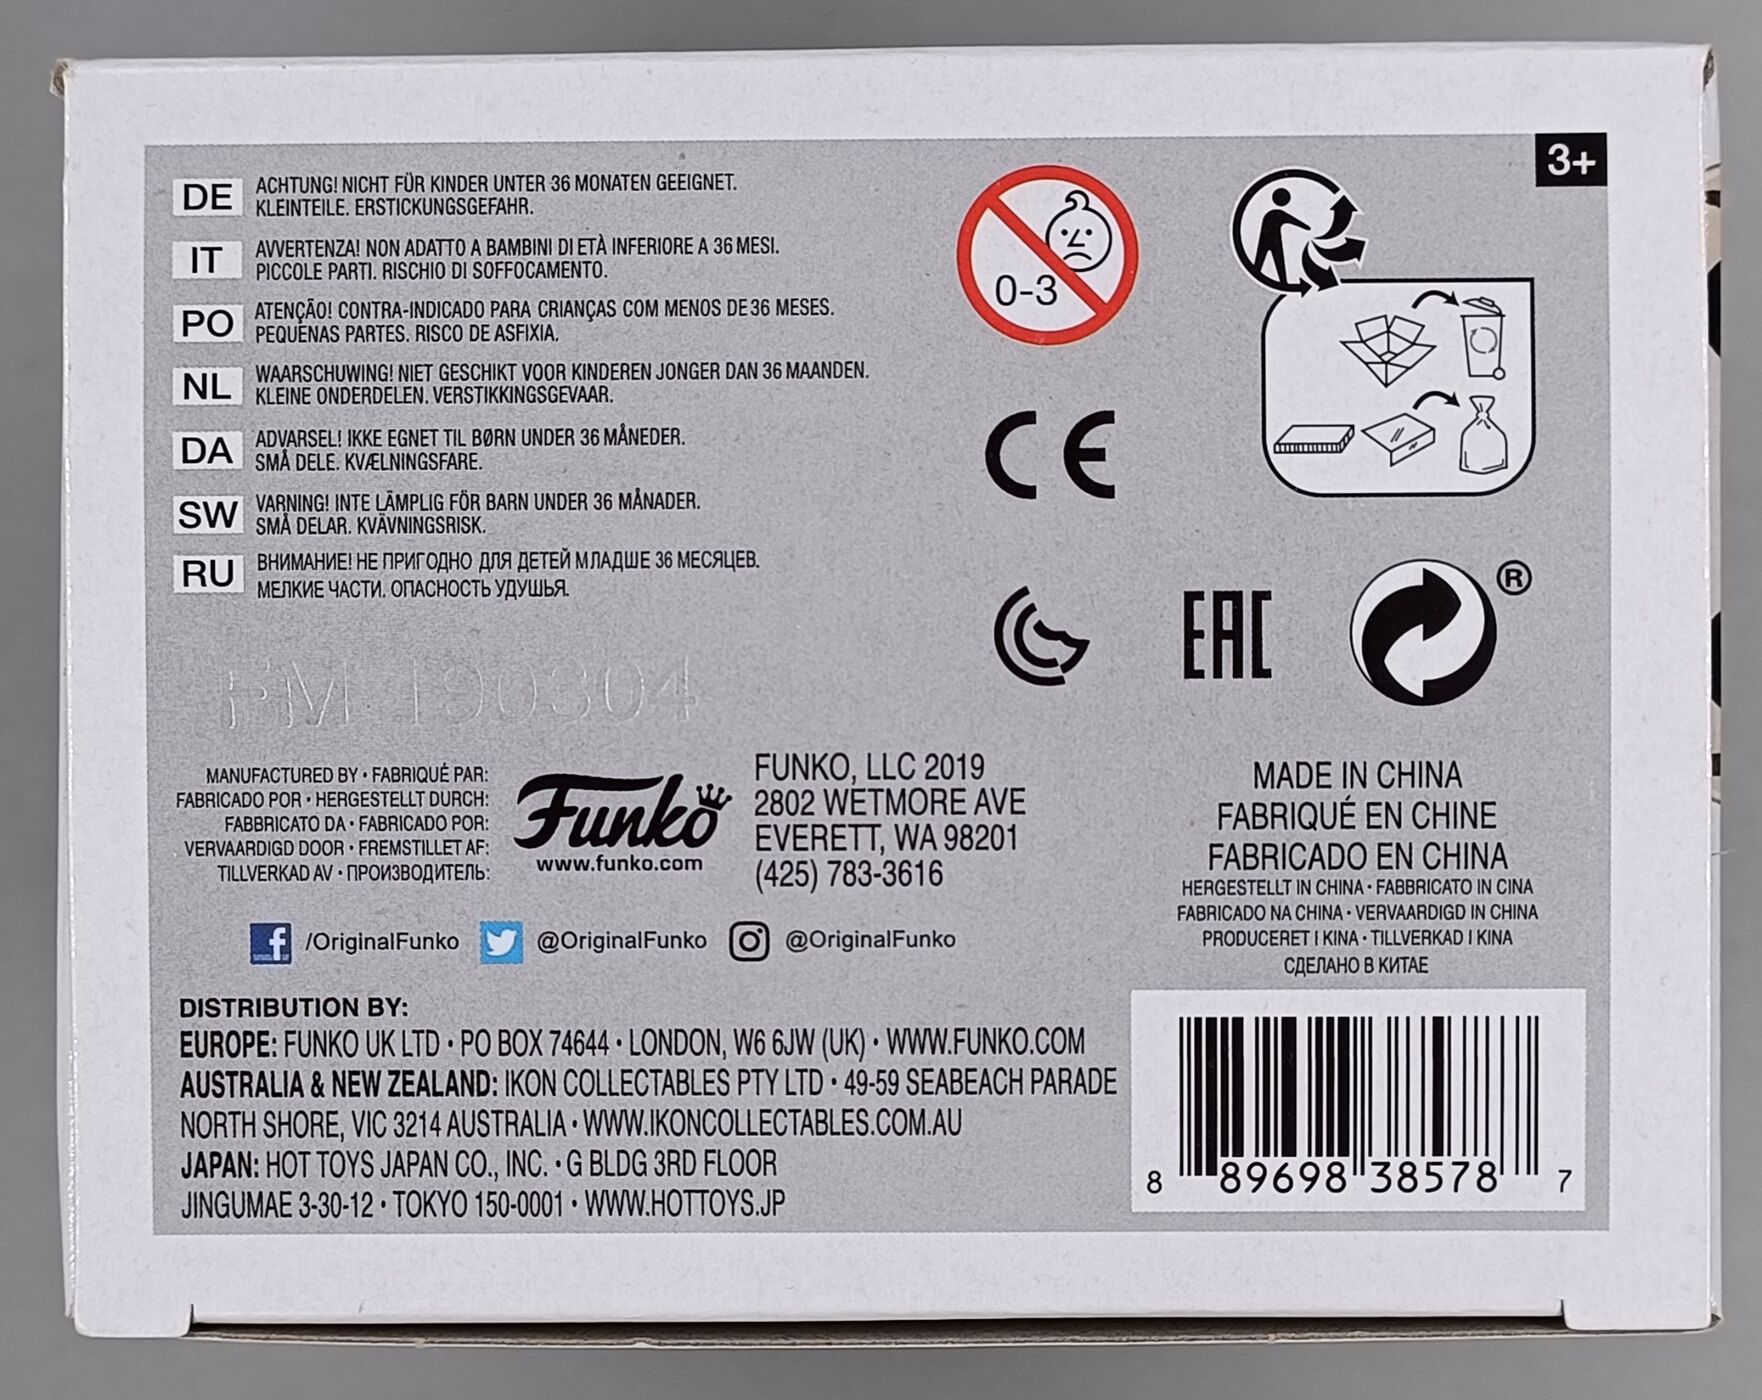 3+
DE ACHTUNG! NICHT FÜR KINDER UNTER 36 MONATEN GEEIGNET.
KLEINTEILE. ERSTICKUNGSGEFAHR.
IT AVVERTENZA! NON ADATTO A BAMBINI DI ETÀ INFERIORE A 36 MESI.
PICCOLE PARTI. RISCHIO DI SOFFOCAMENTO.
PO ATENÇÃO! CONTRA-INDICADO PARA CRIANÇAS COM MENOS DE 36 MESES.
PEQUENAS PARTES. RISCO DE ASFIXIA.
NL WAARSCHUWING! NIET GESCHIKT VOOR KINDEREN JONGER DAN 36 MAANDEN.
KLEINE ONDERDELEN. VERSTIKKINGSGEVAAR.
DA ADVARSEL! IKKE EGNET TIL BØRN UNDER 36 MÅNEDER.
SMÅ DELE. KVÆLNINGSFARE.
SW VARNING! INTE LÄMPLIG FÖR BARN UNDER 36 MÅNADER.
SMÅ DELAR. KVÄVNINGSRISK.
RU ВНИМАНИЕ! НЕ ПРИГОДНО ДЛЯ ДЕТЕЙ МЛАДШЕ 36 МЕСЯЦЕВ.
МЕЛКИЕ ЧАСТИ. ОПАСНОСТЬ УДУШЬЯ.
0-3
CE
EAC
®
190304
MANUFACTURED BY • FABRIQUÉ PAR:
FABRICADO POR • HERGESTELLT DURCH:
FABBRICATO DA • FABRICADO POR:
VERVAARDIGD DOOR • FREMSTILLET AF:
TILLVERKAD AV • ПРОИЗВОДИТЕЛЬ:
Funko
www.funko.com
FUNKO, LLC 2019
2802 WETMORE AVE
EVERETT, WA 98201
(425) 783-3616
MADE IN CHINA
FABRIQUÉ EN CHINE
FABRICADO EN CHINA
HERGESTELLT IN CHINA • FABBRICATO IN CINA
FABRICADO NA CHINA • VERVAARDIGD IN CHINA
PRODUCERET I KINA • TILLVERKAD I KINA
СДЕЛАНО В КИТАЕ
/OriginalFunko @OriginalFunko @OriginalFunko
DISTRIBUTION BY:
EUROPE: FUNKO UK LTD • PO BOX 74644 • LONDON, W6 6JW (UK) • WWW.FUNKO.COM
AUSTRALIA & NEW ZEALAND: IKON COLLECTABLES PTY LTD • 49-59 SEABEACH PARADE
NORTH SHORE, VIC 3214 AUSTRALIA • WWW.IKONCOLLECTABLES.COM.AU
JAPAN: HOT TOYS JAPAN CO., INC. • G BLDG 3RD FLOOR
JINGUMAE 3-30-12 • TOKYO 150-0001 • WWW.HOTTOYS.JP
8 89698 38578 7